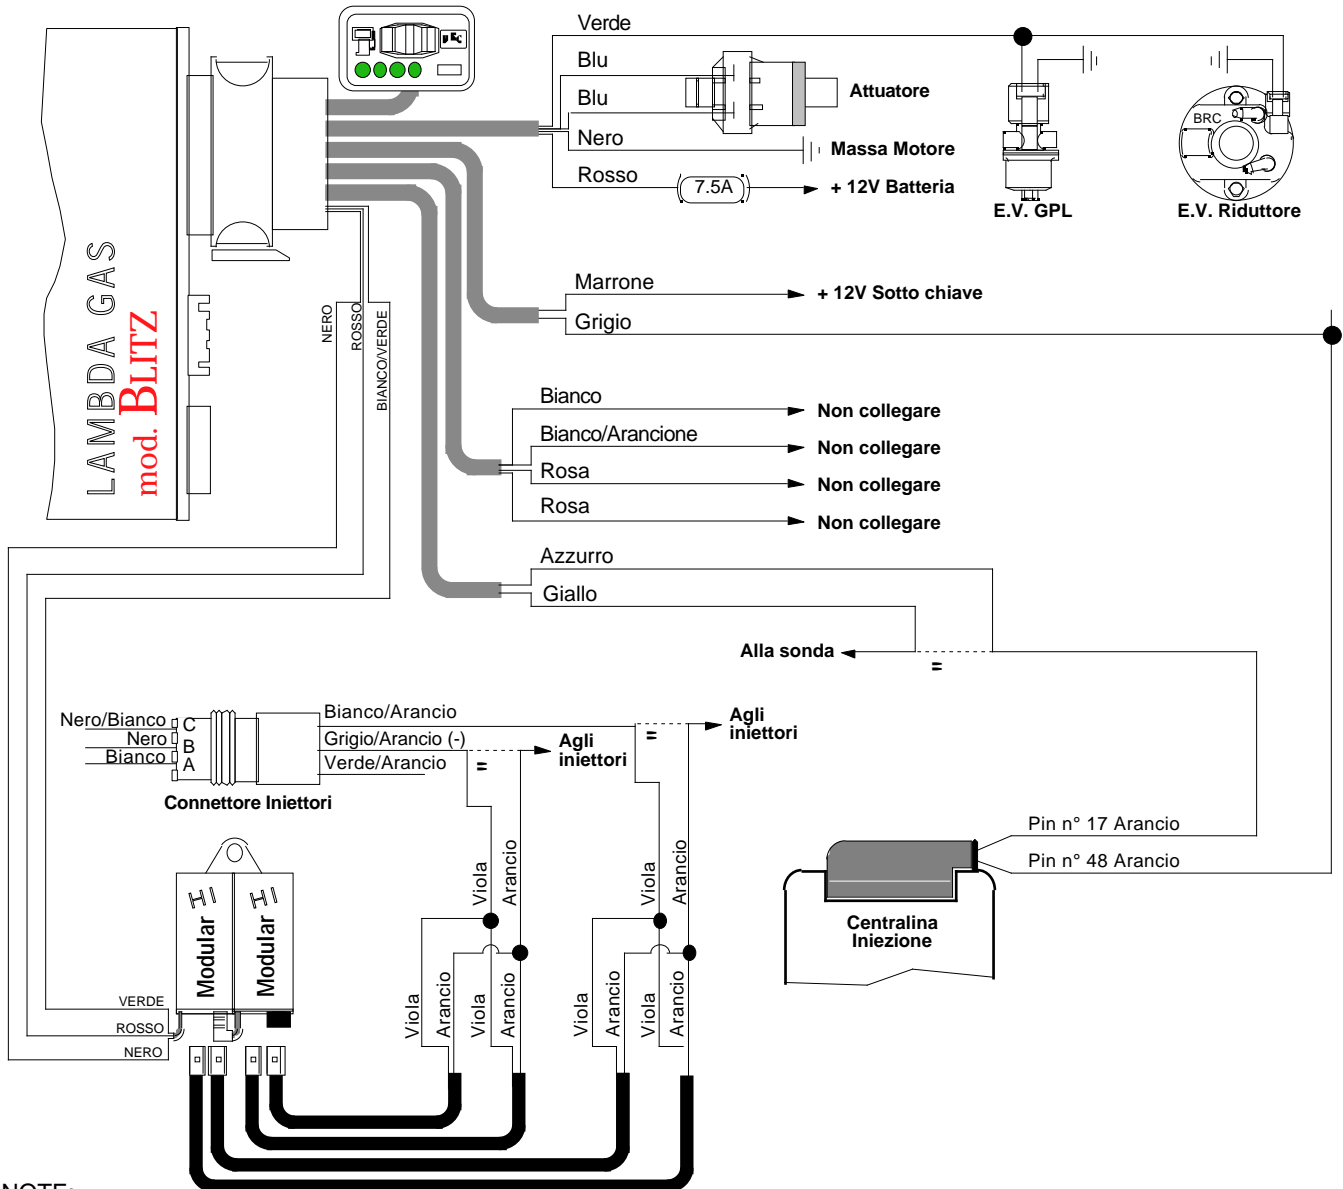 Verde
Blu
Blu
Nero
Rosso
7.5A
Attuatore
Massa Motore
+ 12V Batteria
BRC
E.V. GPL
E.V. Riduttore
LAMBDA GAS
mod. BLITZ
NERO
ROSSO
BIANCO/VERDE
Marrone
+ 12V Sotto chiave
Grigio
Bianco
Non collegare
Bianco/Arancione
Non collegare
Rosa
Non collegare
Rosa
Non collegare
Azzurro
Giallo
Alla sonda
=
Nero/Bianco
Nero
Bianco
C
B
A
Bianco/Arancio
Grigio/Arancio (-)
Verde/Arancio
=
=
Agli
iniettori
Agli
iniettori
Connettore Iniettori
Pin n° 17 Arancio
Pin n° 48 Arancio
Centralina
Iniezione
Modular HI
Modular HI
Viola
Arancio
Viola
Arancio
Viola
Arancio
Viola
Arancio
Viola
Arancio
Viola
Arancio
VERDE
ROSSO
NERO
NOTE: